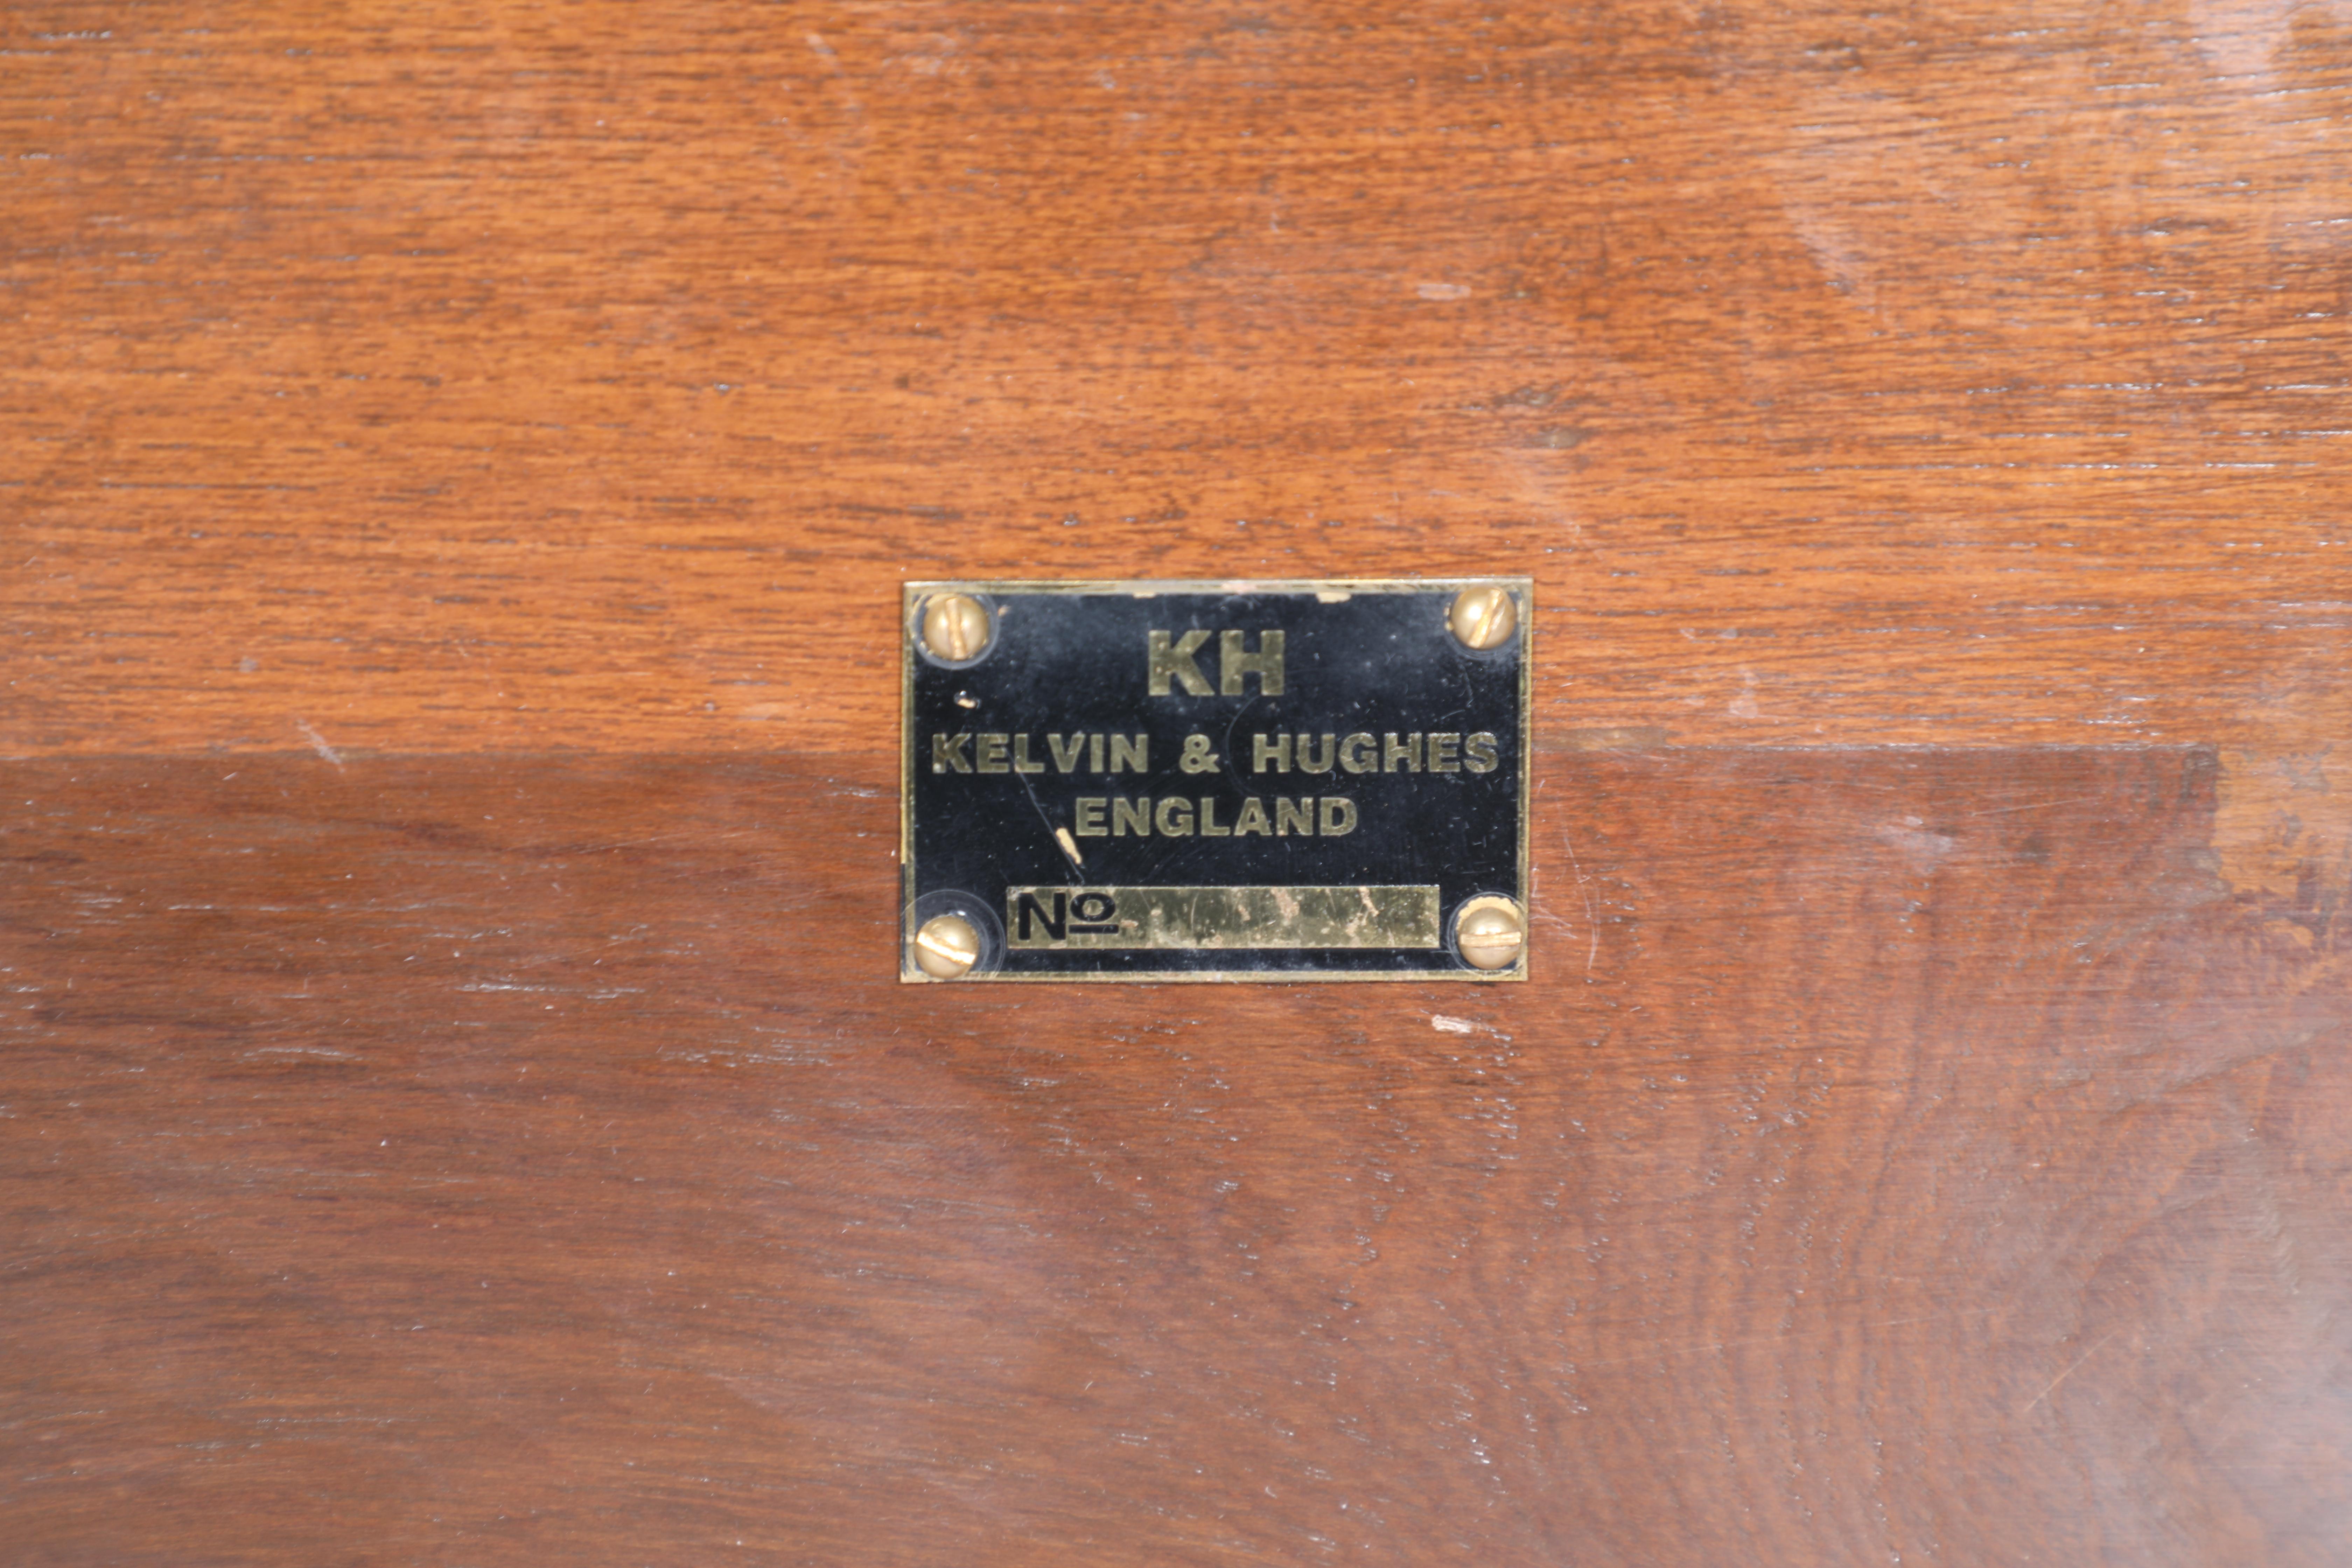 KH
KELVIN & HUGHES
ENGLAND
Nº